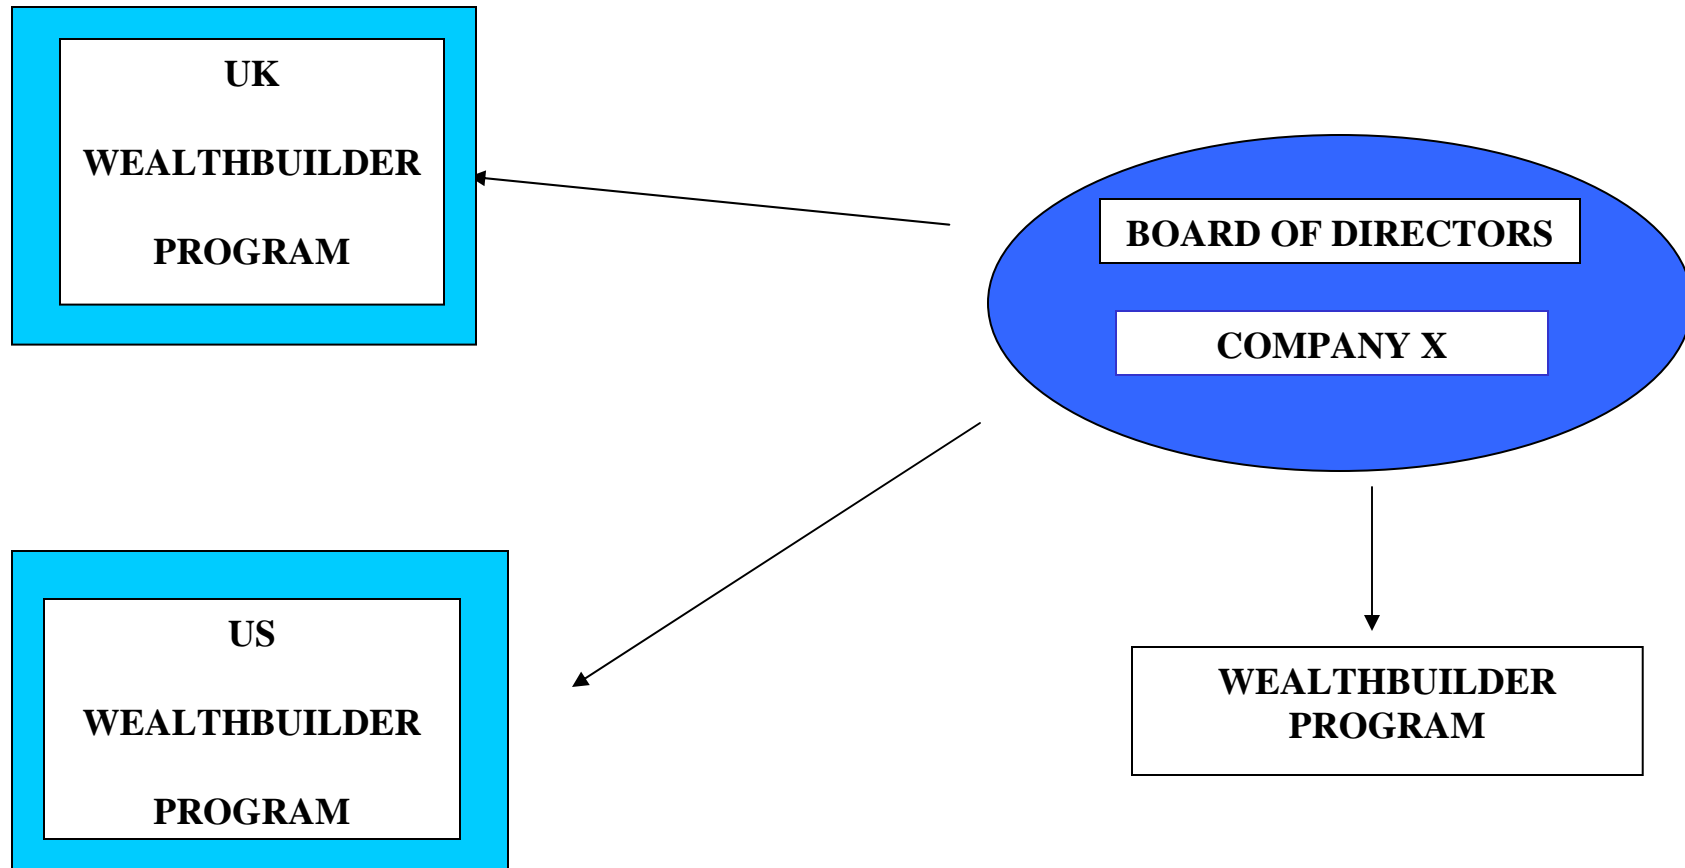 UK
WEALTHBUILDER
PROGRAM
BOARD OF DIRECTORS
COMPANY X
US
WEALTHBUILDER
PROGRAM
WEALTHBUILDER
PROGRAM